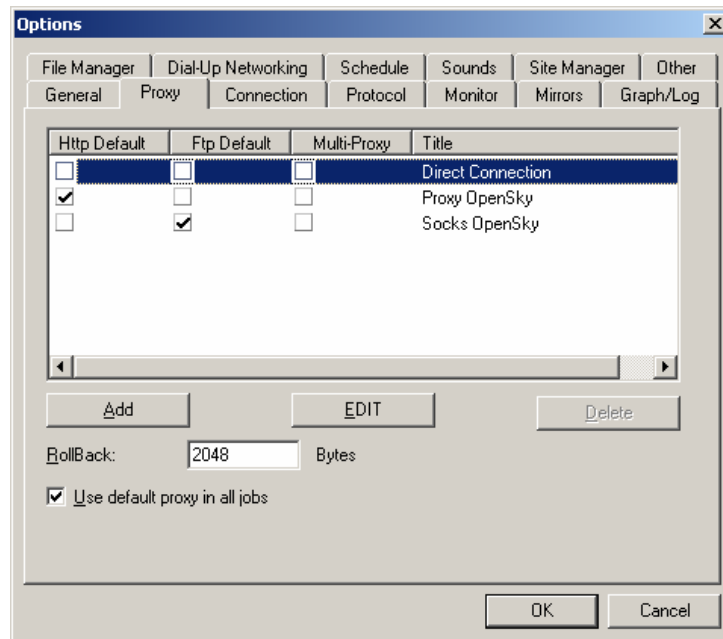 Options
File Manager Dial-Up Networking Schedule Sounds Site Manager Other
General Proxy Connection Protocol Monitor Mirrors Graph/Log
Http Default Ftp Default Multi-Proxy Title
Direct Connection
Proxy OpenSky
Socks OpenSky
Add EDIT Delete
RollBack: 2048 Bytes
Use default proxy in all jobs
OK Cancel